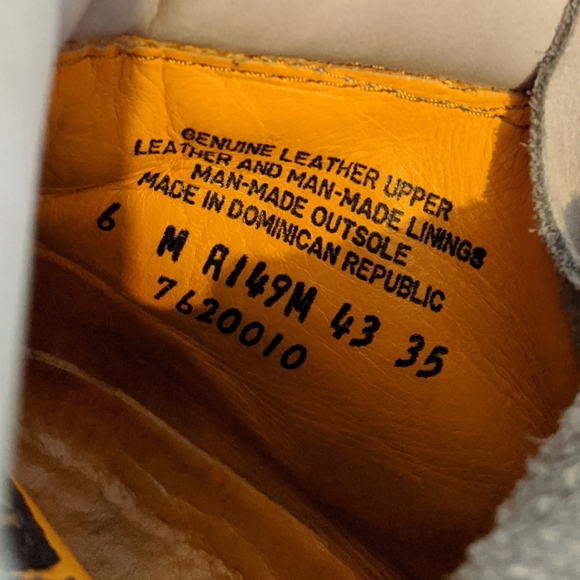 GENUINE LEATHER UPPER
LEATHER AND MAN-MADE LININGS
MAN-MADE OUTSOLE
MADE IN DOMINICAN REPUBLIC
6 M A149M 43 35
7620010